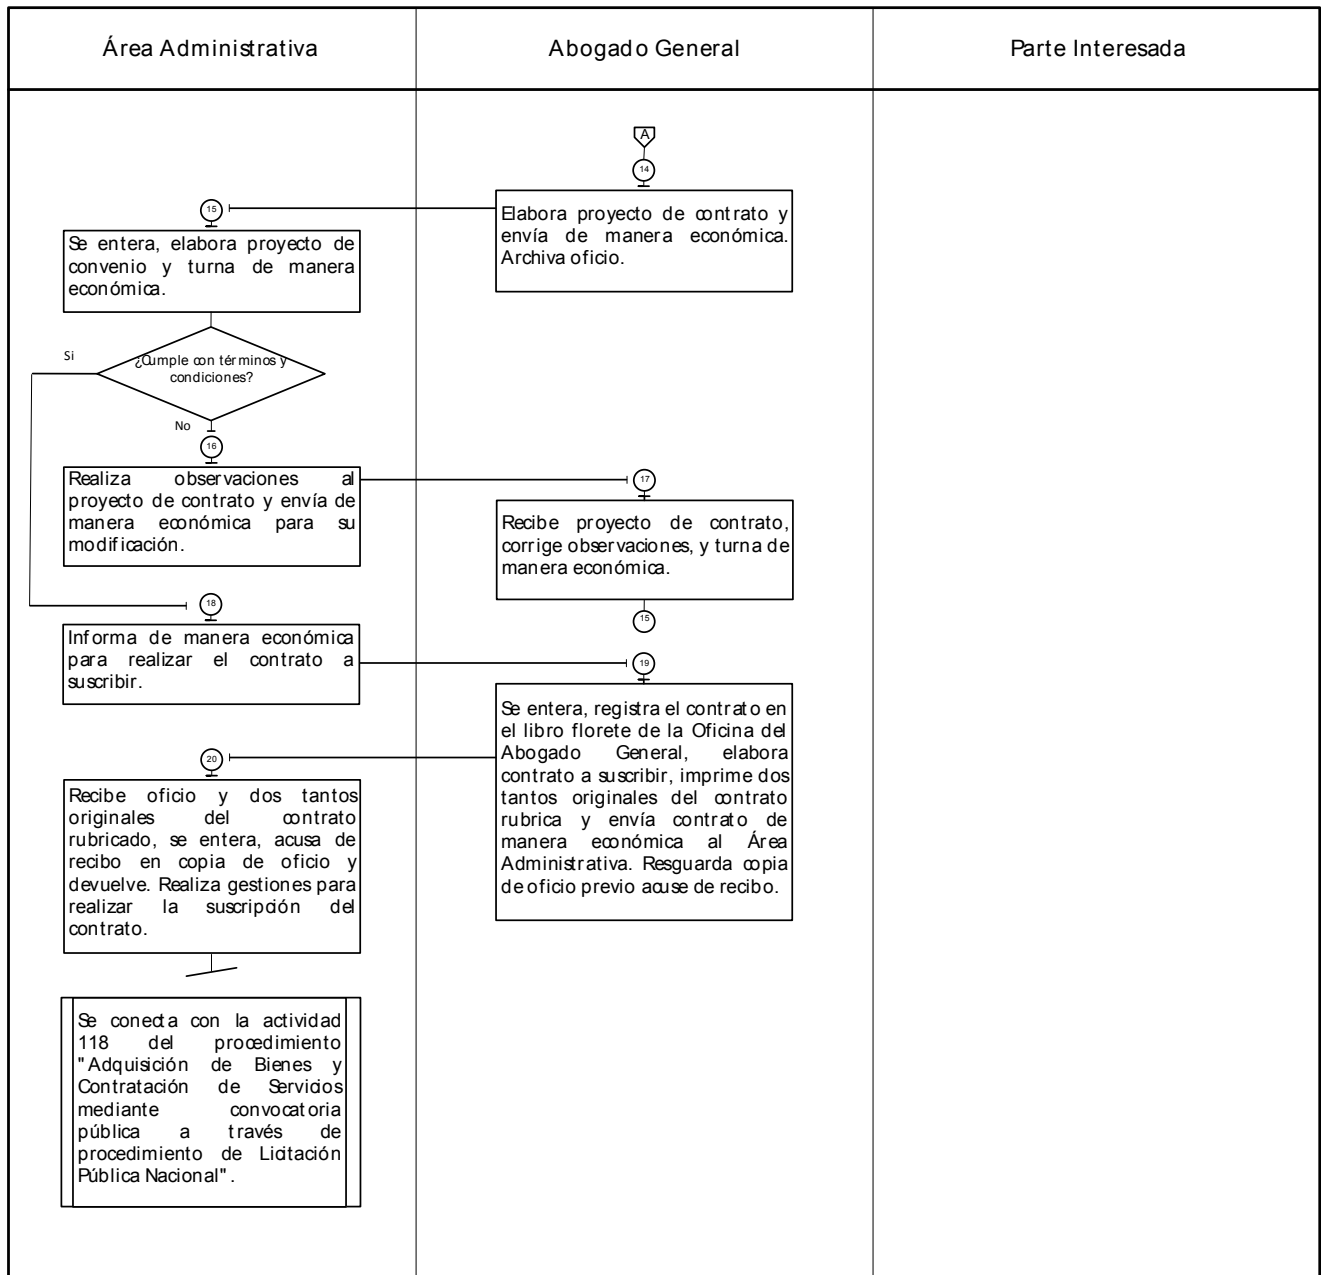 Área Administrativa
Abogado General
Parte Interesada
A
14
Elabora proyecto de contrato y
envía de manera económica.
Archiva oficio.
15
Se entera, elabora proyecto de
convenio y turna de manera
económica.
¿Cumple con términos y
condiciones?
Si
No
16
Realiza observaciones al
proyecto de contrato y envía de
manera económica para su
modificación.
17
Recibe proyecto de contrato,
corrige observaciones, y turna de
manera económica.
15
18
Informa de manera económica
para realizar el contrato a
suscribir.
19
Se entera, registra el contrato en
el libro florete de la Oficina del
Abogado General, elabora
contrato a suscribir, imprime dos
tantos originales del contrato
rubrica y envía contrato de
manera económica al Área
Administrativa. Resguarda copia
de oficio previo acuse de recibo.
20
Recibe oficio y dos tantos
originales del contrato
rubricado, se entera, acusa de
recibo en copia de oficio y
devuelve. Realiza gestiones para
realizar la suscripción del
contrato.
Se conecta con la actividad
118 del procedimiento
"Adquisición de Bienes y
Contratación de Servicios
mediante convocatoria
pública a través de
procedimiento de Licitación
Pública Nacional".